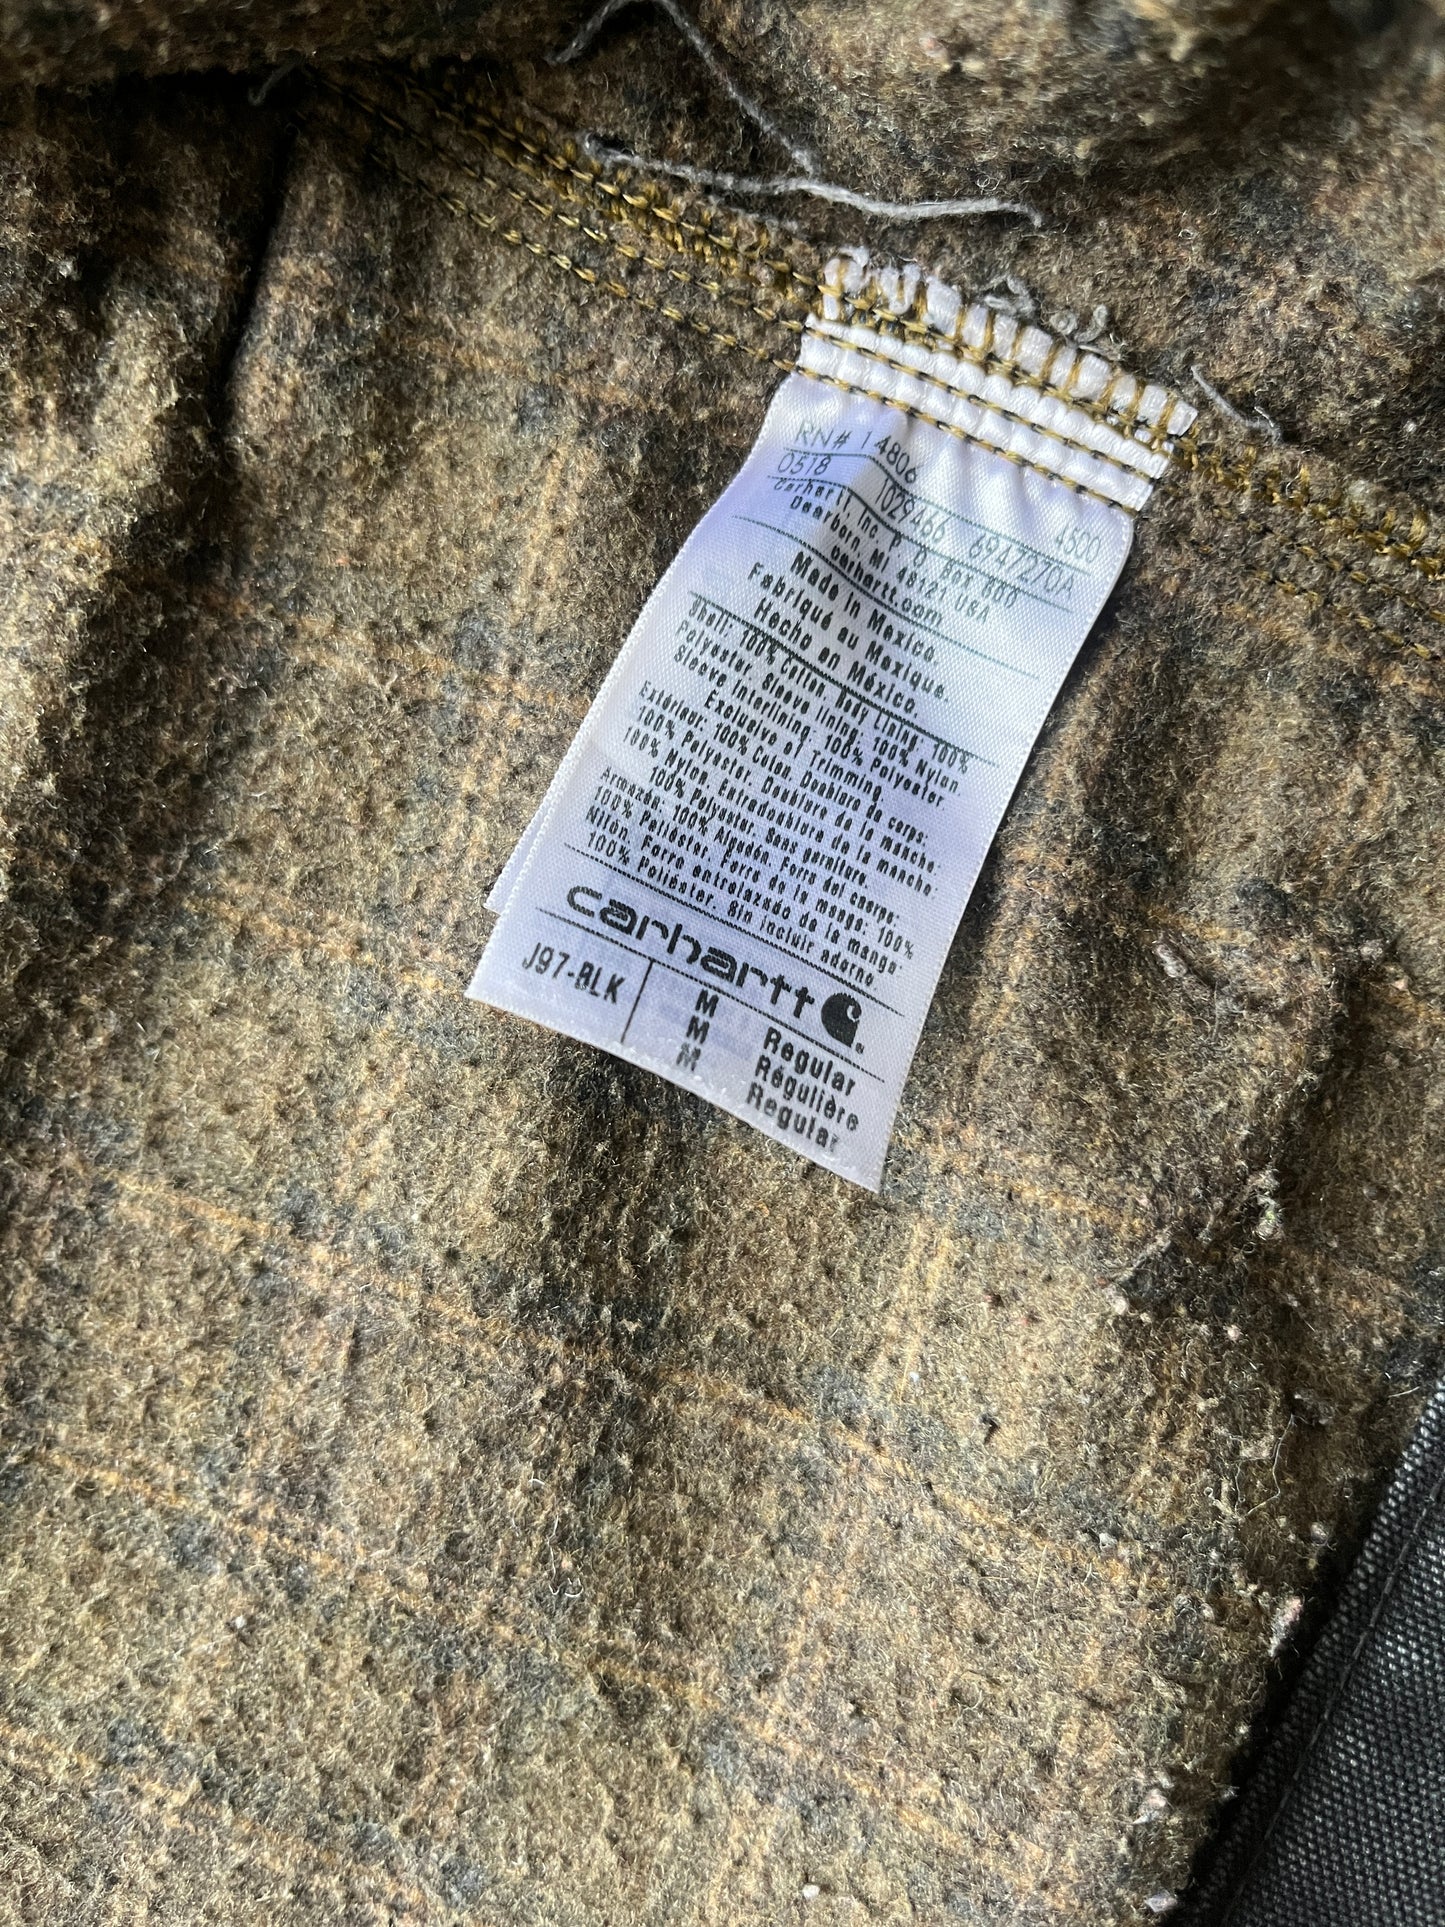 RN# 14806
0518 1029466 694727/0A 4500
Carhartt, Inc. P. O. Box 600
Dearborn, MI 48121 USA
carhartt.com
Made in Mexico.
Fabriqué au Mexique.
Hecho en México.
Shell: 100% Cotton. Body Lining: 100%
Polyester. Sleeve lining: 100% Nylon
Sleeve Interlining: 100% Polyester.
Exclusive of Trimming.
Extérieur: 100% Coton. Doublure du corps:
100% Polyester. Doublure de la manche:
100% Nylon. Entredoublure de la manche:
100% Polyester. Sans garniture.
Armazón: 100% Algodón. Forro del cuerpo:
100% Poliéster. Forro de la manga: 100%
Nilón. Forro entrelazado de la manga:
100% Poliéster. Sin incluir adorno
carhartt
J97-BLK M Regular
M Régulière
M Regular